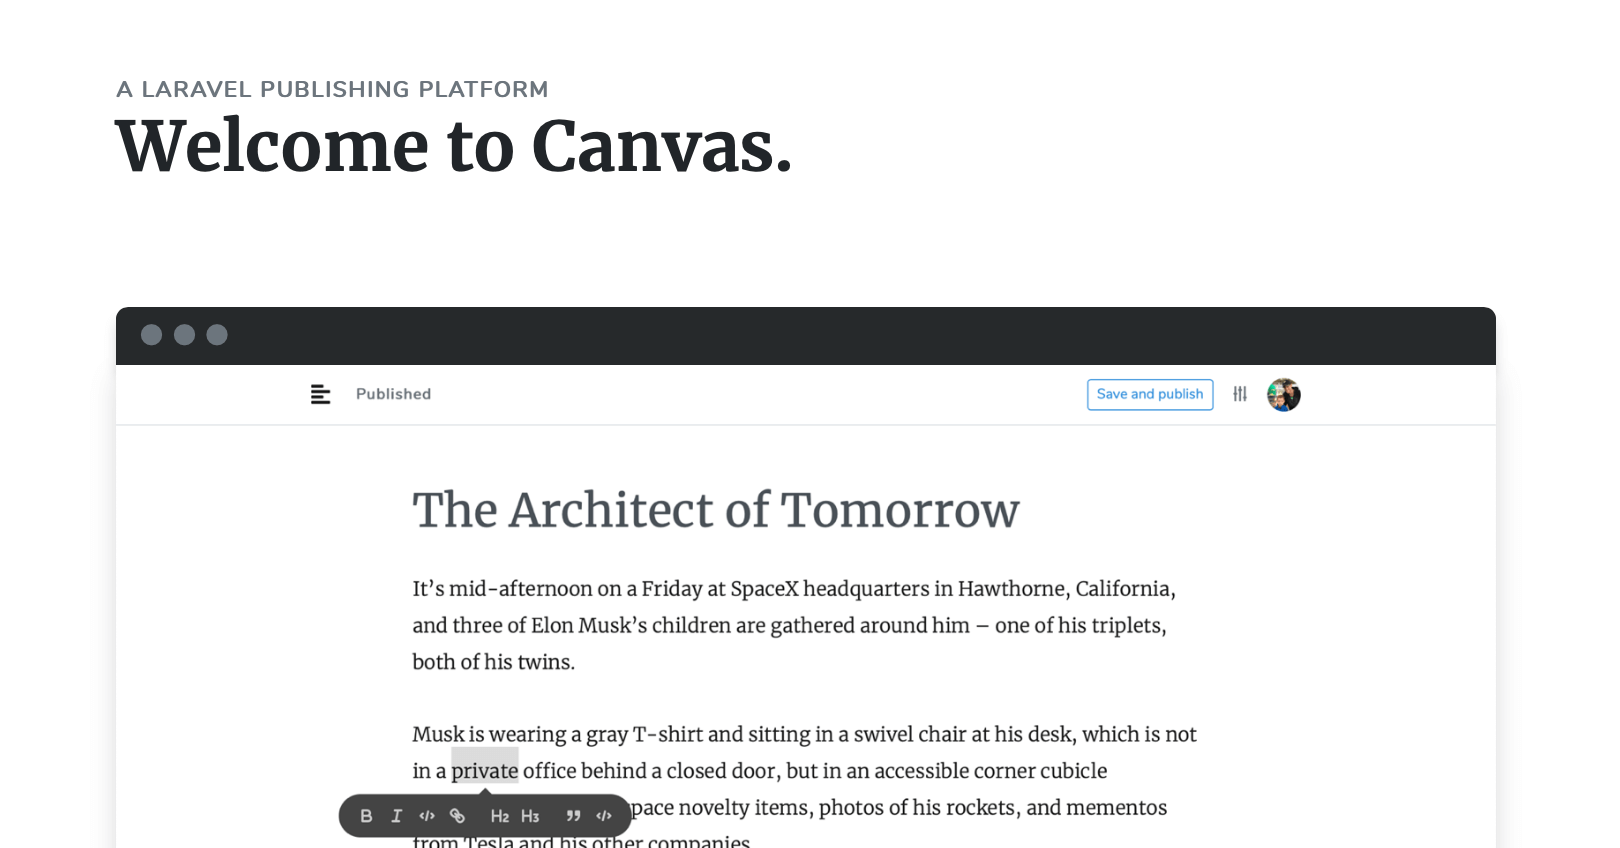 A LARAVEL PUBLISHING PLATFORM
Welcome to Canvas.
Published
Save and publish
The Architect of Tomorrow
It’s mid-afternoon on a Friday at SpaceX headquarters in Hawthorne, California,
and three of Elon Musk’s children are gathered around him – one of his triplets,
both of his twins.
Musk is wearing a gray T-shirt and sitting in a swivel chair at his desk, which is not
in a private office behind a closed door, but in an accessible corner cubicle
novelty items, photos of his rockets, and mementos
B I </> H2 H3 ” </>
from Tesla and his other companies.